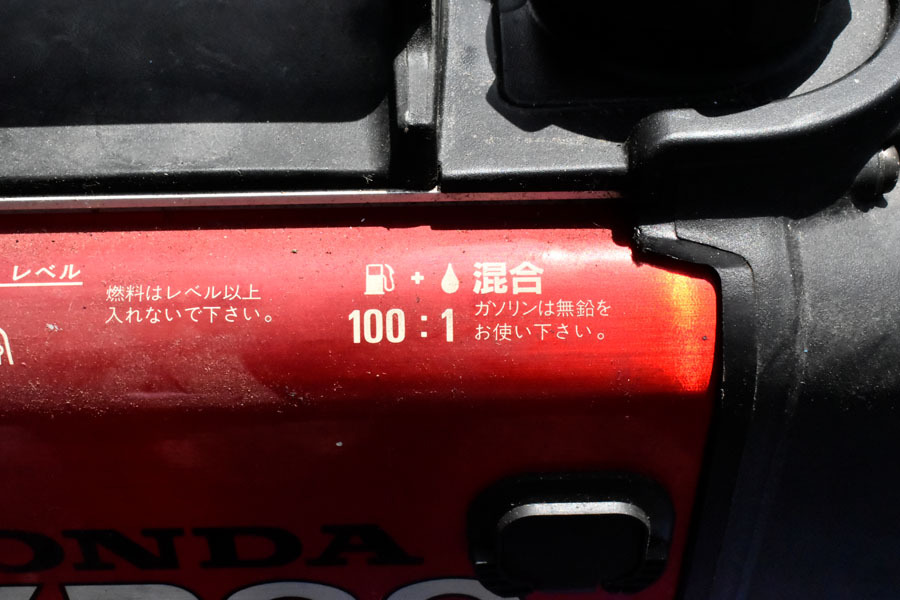 レベル
燃料はレベル以上
入れないで下さい。
混合
100 : 1
ガソリンは無鉛を
お使い下さい。
ONDA